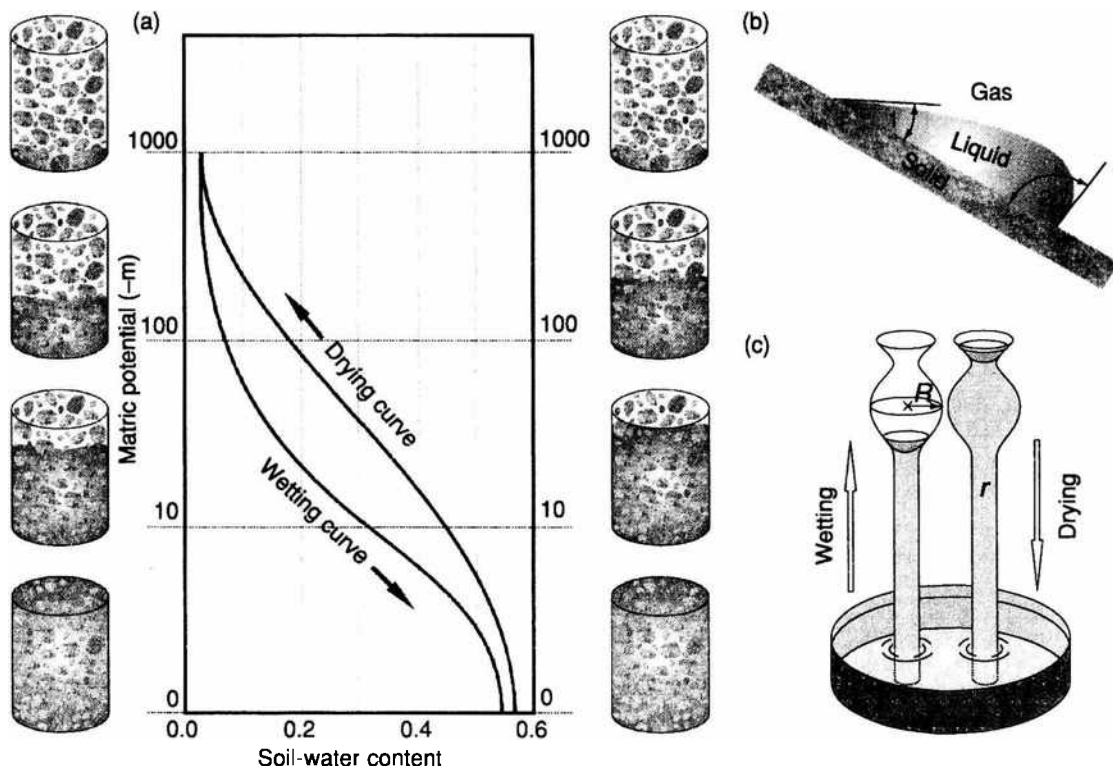 (a)
1000
100
10
0
Matric potential (–m)
Drying curve
Wetting curve
1000
100
10
0
0.0
0.2
0.4
0.6
Soil-water content
(b)
Gas
Liquid
Solid
(c)
R
r
Wetting
Drying